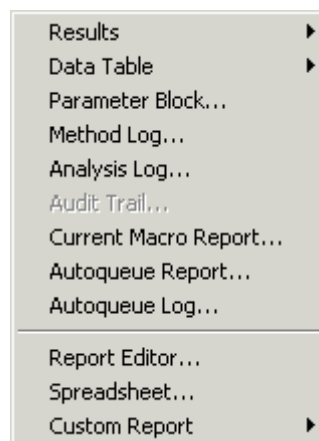 Results
Data Table
Parameter Block...
Method Log...
Analysis Log...
Audit Trail...
Current Macro Report...
Autoqueue Report...
Autoqueue Log...
Report Editor...
Spreadsheet...
Custom Report